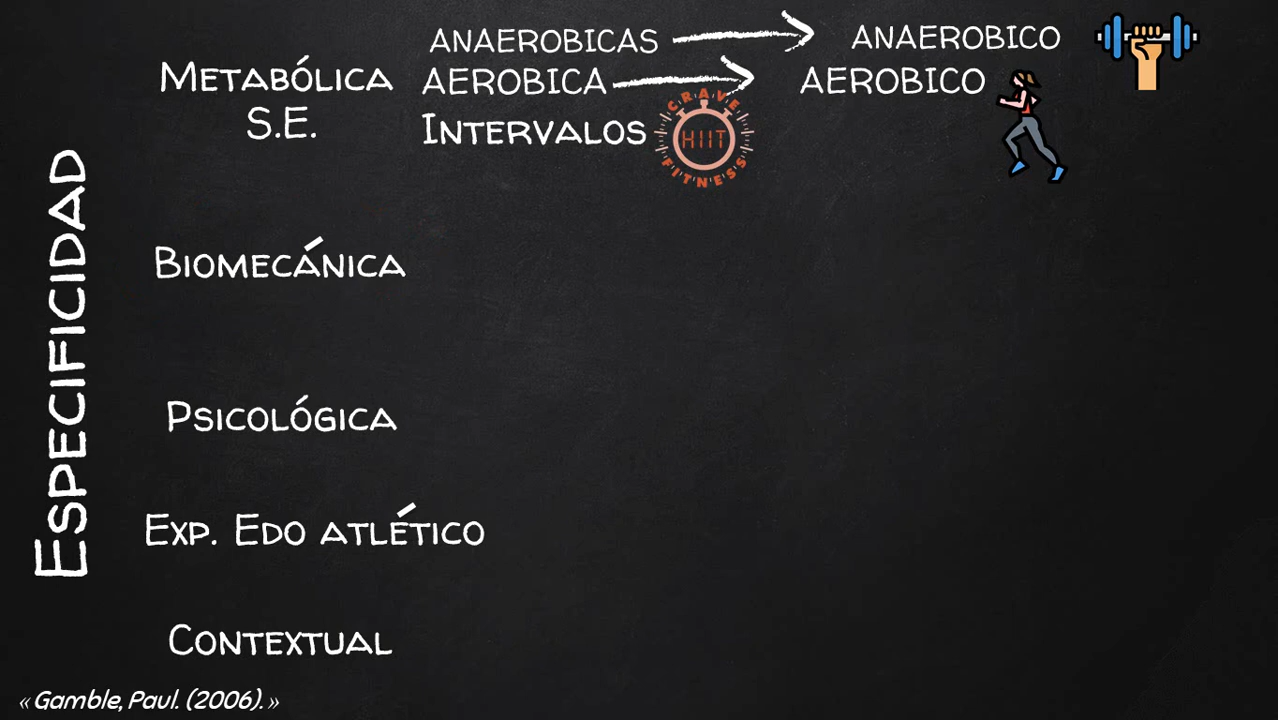 Especificidad
Metabólica
S.E.
ANAEROBICAS
ANAEROBICO
AEROBICA
AEROBICO
Intervalos
CRAVE
HIIT
FITNESS
Biomecánica
Psicológica
Exp. Edo atlético
Contextual
«Gamble, Paul. (2006).»